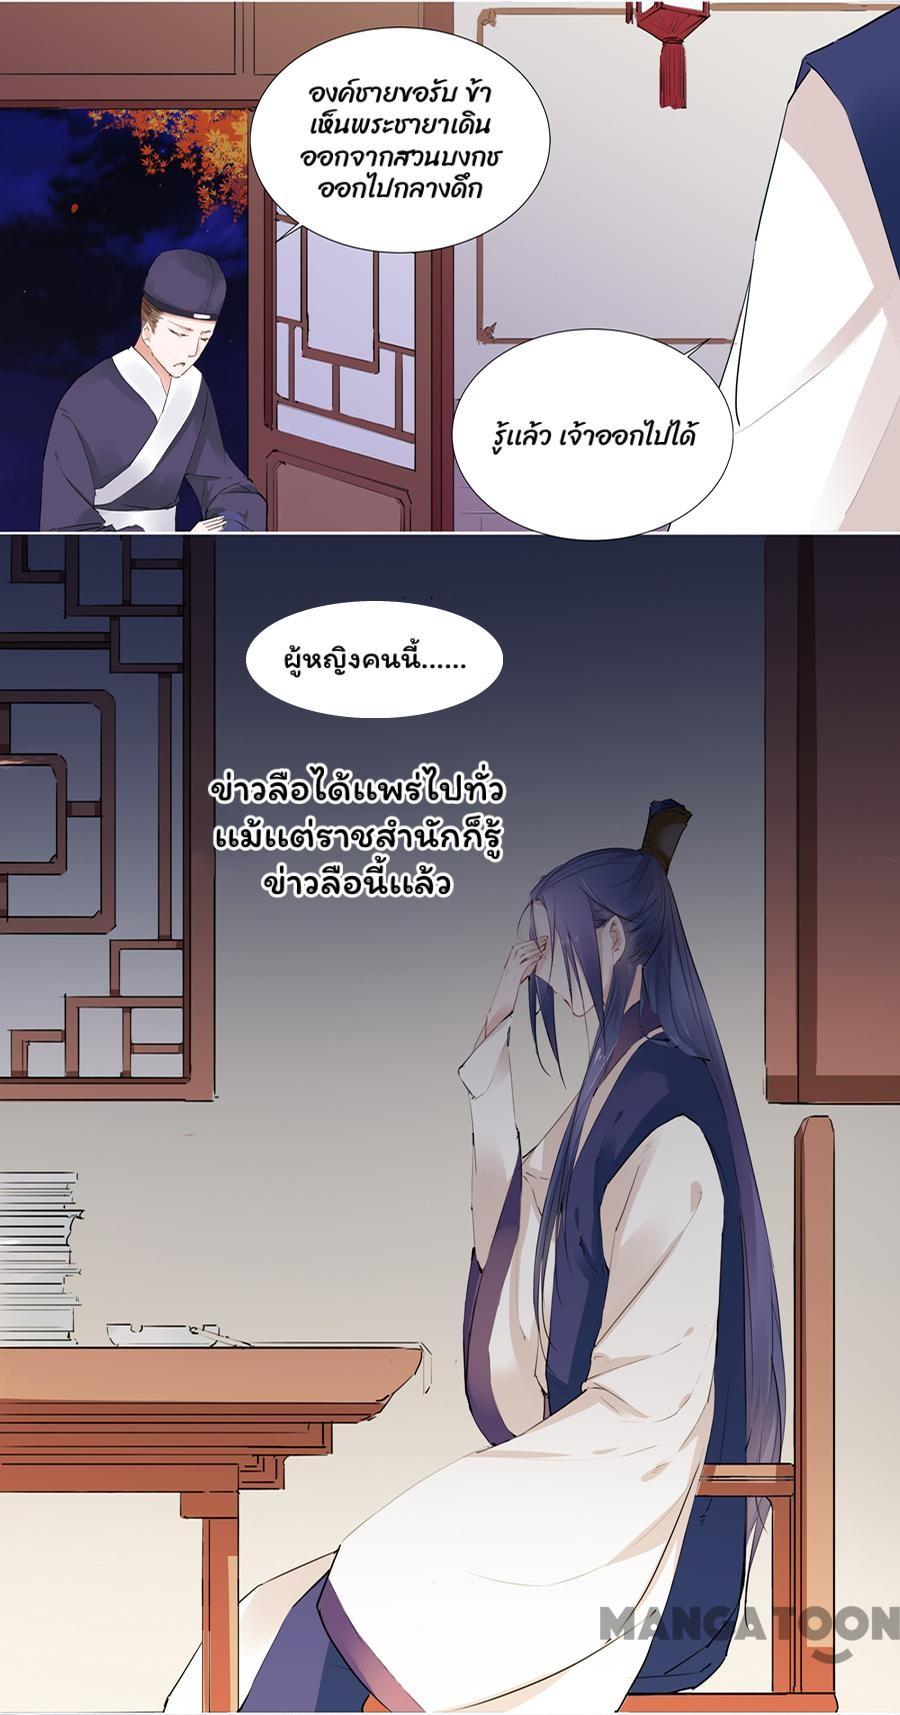 องค์ชายขอรับ ข้า
เห็นพระชายาเดิน
ออกจากสวนบงกช
ออกไปกลางดึก
รู้แล้ว เจ้าออกไปได้
ผู้หญิงคนนี้......
ข่าวลือได้แพร่ไปทั่ว
แม้แต่ราชสำนักก็รู้
ข่าวลือนี้แล้ว
MANGATOON